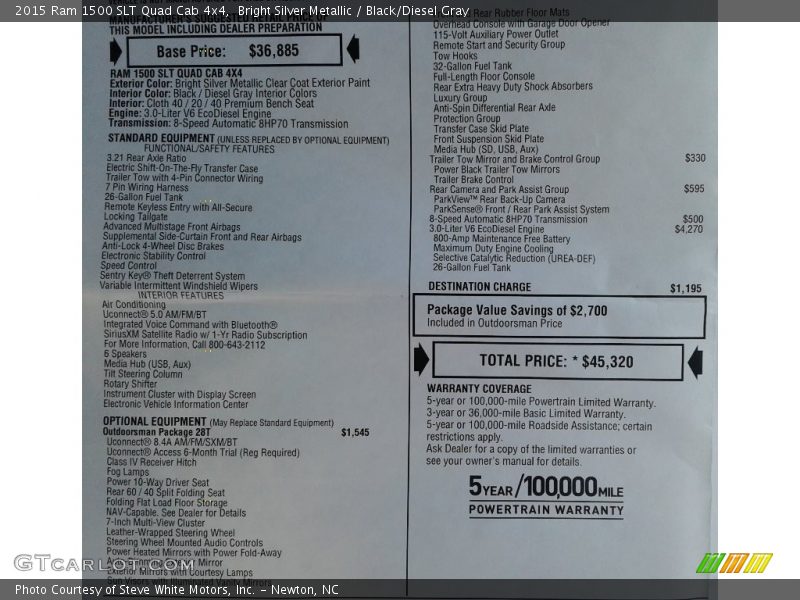 2015 Ram 1500 SLT Quad Cab 4x4, Bright Silver Metallic / Black/Diesel Gray
MANUFACTURER'S SUGGESTED RETAIL PRICE OF
THIS MODEL INCLUDING DEALER PREPARATION
Base Price: $36,885
RAM 1500 SLT QUAD CAB 4X4
Exterior Color: Bright Silver Metallic Clear Coat Exterior Paint
Interior Color: Black / Diesel Gray Interior Colors
Interior: Cloth 40 / 20 / 40 Premium Bench Seat
Engine: 3.0-Liter V6 EcoDiesel Engine
Transmission: 8-Speed Automatic 8HP70 Transmission
STANDARD EQUIPMENT (UNLESS REPLACED BY OPTIONAL EQUIPMENT)
FUNCTIONAL/SAFETY FEATURES
3.21 Rear Axle Ratio
Electric Shift-On-The-Fly Transfer Case
Trailer Tow with 4-Pin Connector Wiring
7 Pin Wiring Harness
26-Gallon Fuel Tank
Remote Keyless Entry with All-Secure
Locking Tailgate
Advanced Multistage Front Airbags
Supplemental Side-Curtain Front and Rear Airbags
Anti-Lock 4-Wheel Disc Brakes
Electronic Stability Control
Speed Control
Sentry Key® Theft Deterrent System
Variable Intermittent Windshield Wipers
INTERIOR FEATURES
Air Conditioning
Uconnect® 5.0 AM/FM/BT
Integrated Voice Command with Bluetooth®
SiriusXM Satellite Radio w/ 1-Yr Radio Subscription
For More Information, Call 800-643-2112
6 Speakers
Media Hub (USB, Aux)
Tilt Steering Column
Rotary Shifter
Instrument Cluster with Display Screen
Electronic Vehicle Information Center
OPTIONAL EQUIPMENT (May Replace Standard Equipment)
Outdoorsman Package 28T $1,545
Uconnect® 8.4A AM/FM/SXM/BT
Uconnect® Access 6-Month Trial (Reg Required)
Class IV Receiver Hitch
Fog Lamps
Power 10-Way Driver Seat
Rear 60 / 40 Split Folding Seat
Folding Flat Load Floor Storage
NAV-Capable. See Dealer for Details
7-Inch Multi-View Cluster
Leather-Wrapped Steering Wheel
Steering Wheel Mounted Audio Controls
Power Heated Mirrors with Power Fold-Away
Mirror
Exterior Mirrors with Courtesy Lamps
Sun Visors with Illuminated Vanity Mirrors
Rear Rubber Floor Mats
Overhead Console with Garage Door Opener
115-Volt Auxiliary Power Outlet
Remote Start and Security Group
Tow Hooks
32-Gallon Fuel Tank
Full-Length Floor Console
Rear Extra Heavy Duty Shock Absorbers
Luxury Group
Anti-Spin Differential Rear Axle
Protection Group
Transfer Case Skid Plate
Front Suspension Skid Plate
Media Hub (SD, USB, Aux)
Trailer Tow Mirror and Brake Control Group $330
Power Black Trailer Tow Mirrors
Trailer Brake Control
Rear Camera and Park Assist Group $595
ParkView™ Rear Back-Up Camera
ParkSense® Front / Rear Park Assist System
8-Speed Automatic 8HP70 Transmission $500
3.0-Liter V6 EcoDiesel Engine $4,270
800-Amp Maintenance Free Battery
Maximum Duty Engine Cooling
Selective Catalytic Reduction (UREA-DEF)
26-Gallon Fuel Tank
DESTINATION CHARGE $1,195
Package Value Savings of $2,700
Included in Outdoorsman Price
TOTAL PRICE: * $45,320
WARRANTY COVERAGE
5-year or 100,000-mile Powertrain Limited Warranty.
3-year or 36,000-mile Basic Limited Warranty.
5-year or 100,000-mile Roadside Assistance; certain
restrictions apply.
Ask Dealer for a copy of the limited warranties or
see your owner's manual for details.
5 YEAR/100,000 MILE
POWERTRAIN WARRANTY
GTCarLot.com
Photo Courtesy of Steve White Motors, Inc. – Newton, NC